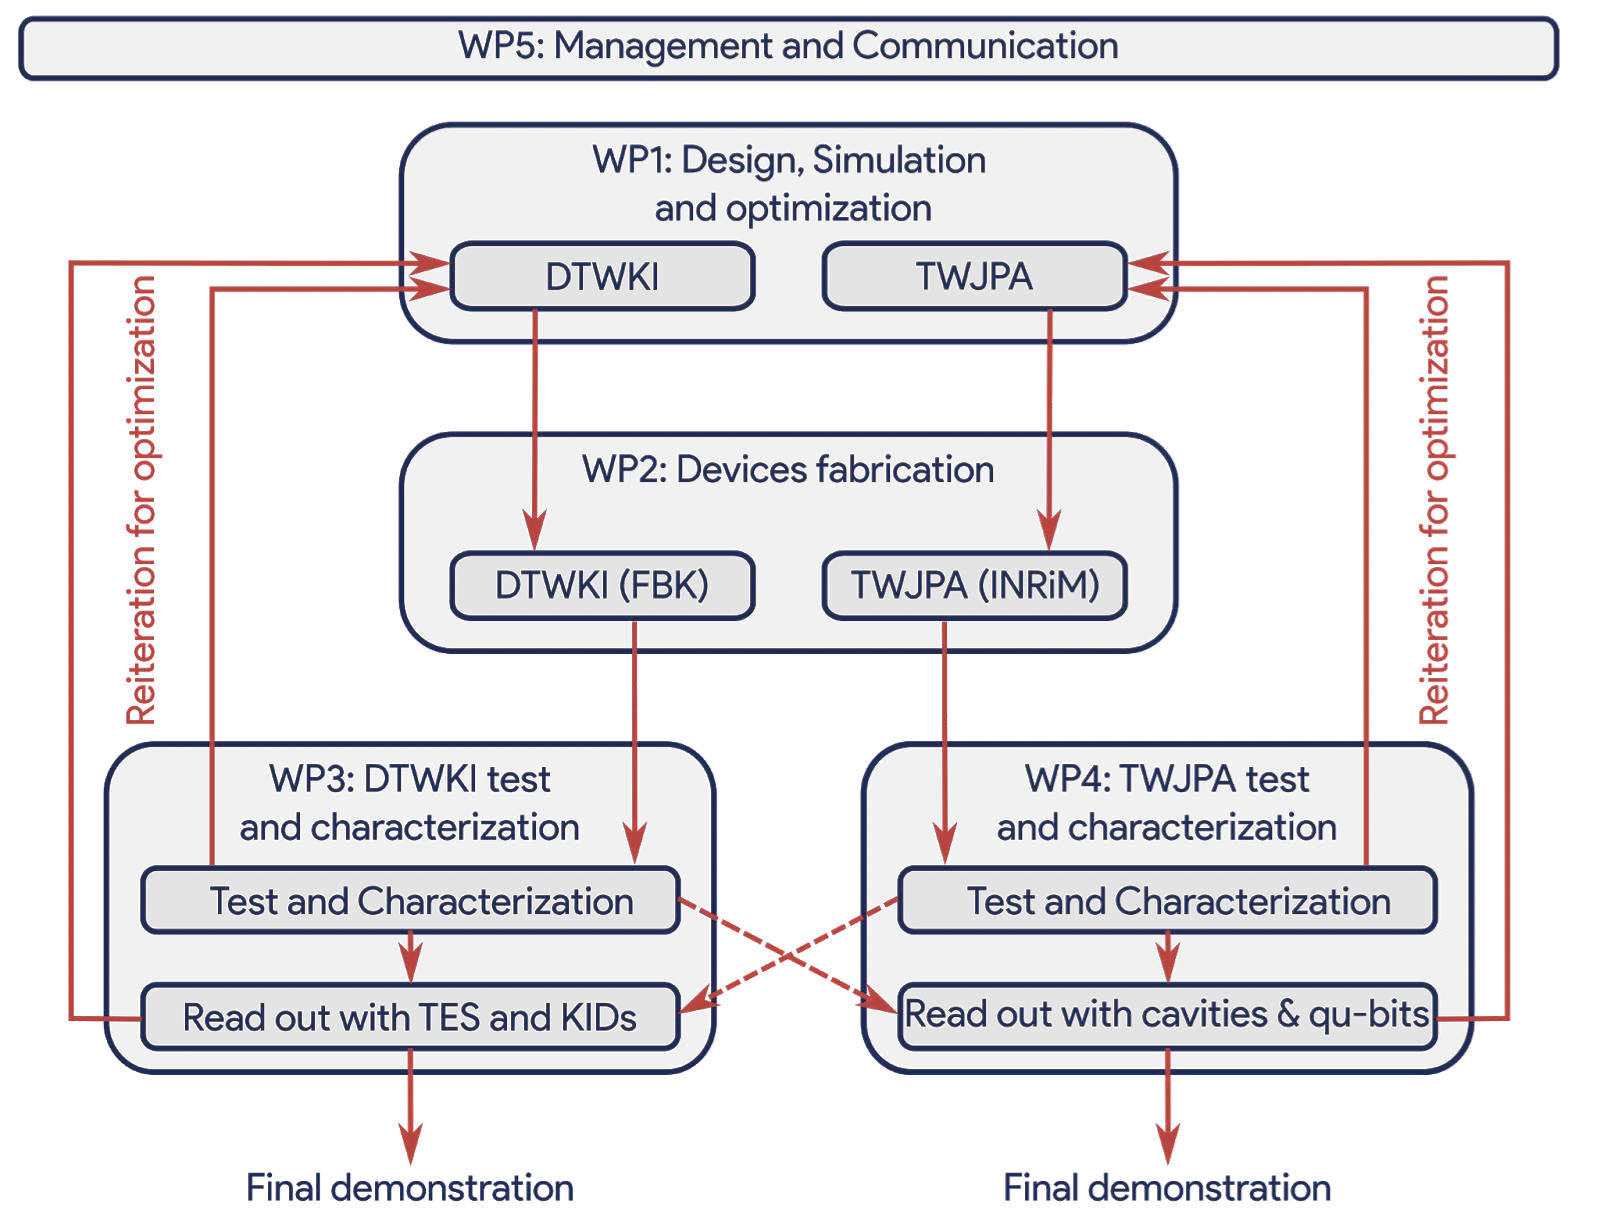 WP5: Management and Communication
WP1: Design, Simulation
and optimization
DTWKI
TWJPA
Reiteration for optimization
Reiteration for optimization
WP2: Devices fabrication
DTWKI (FBK)
TWJPA (INRiM)
WP3: DTWKI test
and characterization
Test and Characterization
Read out with TES and KIDs
Final demonstration
WP4: TWJPA test
and characterization
Test and Characterization
Read out with cavities & qu-bits
Final demonstration